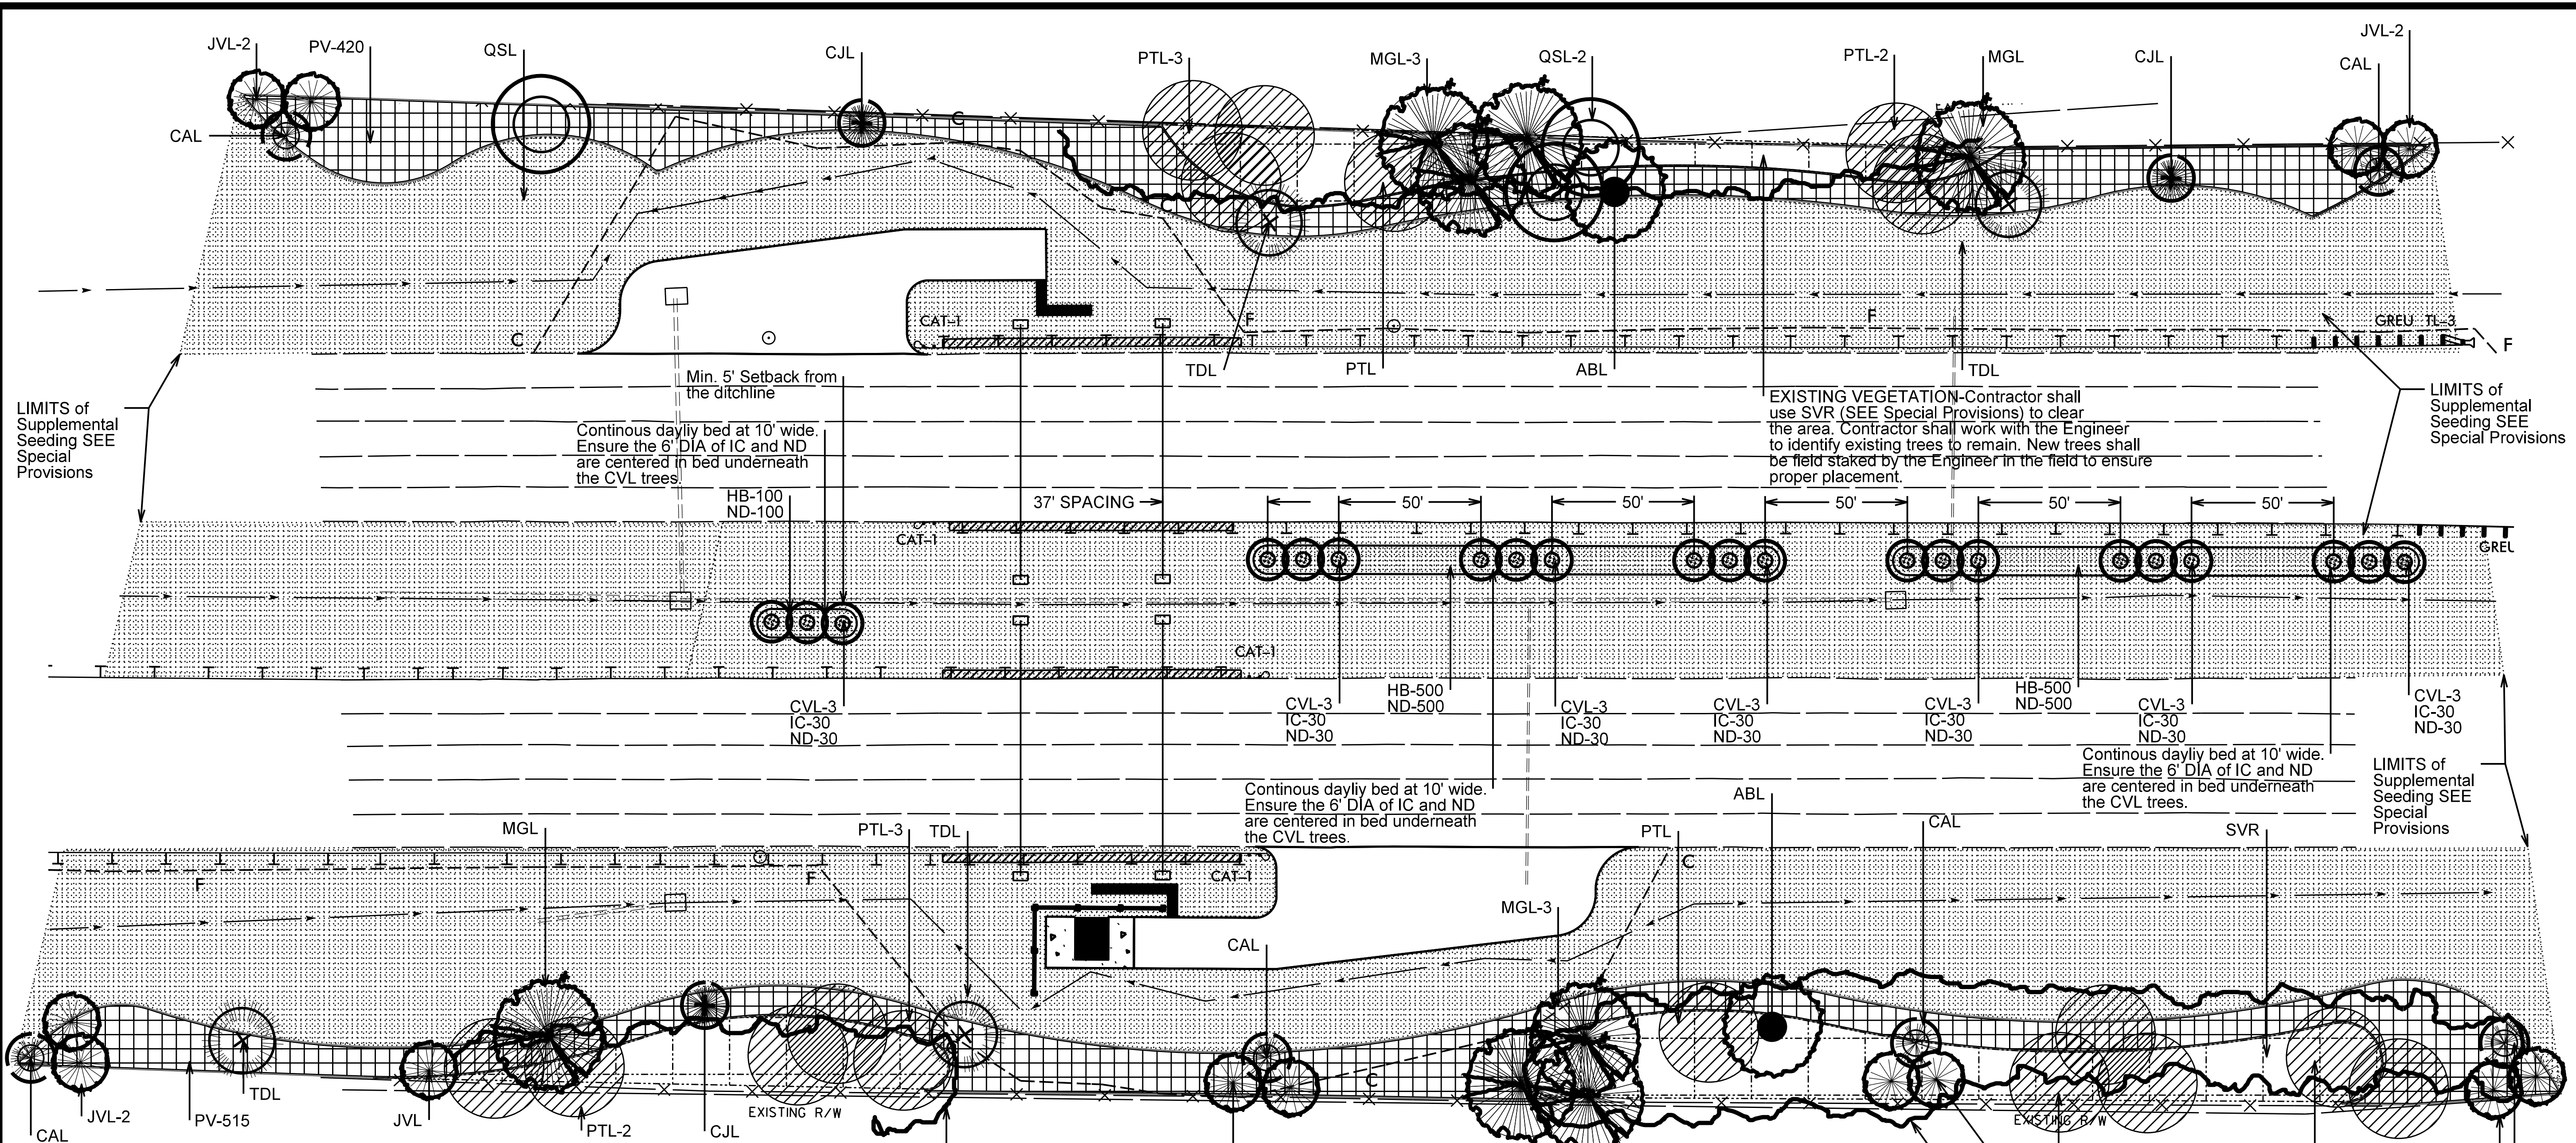 JVL-2
PV-420
QSL
CJL
PTL-3
MGL-3
QSL-2
PTL-2
MGL
CJL
CAL
JVL-2
CAL
C
C
C
CAT-1
F
F
GREU TL-3
F
TDL
PTL
ABL
TDL
LIMITS of
Supplemental
Seeding SEE
Special
Provisions
Min. 5' Setback from
the ditchline
Continous dayliy bed at 10' wide.
Ensure the 6' DIA of IC and ND
are centered in bed underneath
the CVL trees.
EXISTING VEGETATION-Contractor shall
use SVR (SEE Special Provisions) to clear
the area. Contractor shall work with the Engineer
to identify existing trees to remain. New trees shall
be field staked by the Engineer in the field to ensure
proper placement.
LIMITS of
Supplemental
Seeding SEE
Special Provisions
HB-100
ND-100
37' SPACING
50'
50'
50'
50'
50'
CAT-1
GREU
CAT-1
CVL-3
IC-30
ND-30
CVL-3
IC-30
ND-30
HB-500
ND-500
CVL-3
IC-30
ND-30
CVL-3
IC-30
ND-30
CVL-3
IC-30
ND-30
HB-500
ND-500
CVL-3
IC-30
ND-30
CVL-3
IC-30
ND-30
Continous dayliy bed at 10' wide.
Ensure the 6' DIA of IC and ND
are centered in bed underneath
the CVL trees.
Continous dayliy bed at 10' wide.
Ensure the 6' DIA of IC and ND
are centered in bed underneath
the CVL trees.
LIMITS of
Supplemental
Seeding SEE
Special
Provisions
MGL
PTL-3
TDL
ABL
PTL
CAL
SVR
F
F
CAT-1
C
MGL-3
CAL
C
JVL-2
CAL
PV-515
TDL
JVL
PTL-2
CJL
EXISTING R/W
EXISTING R/W